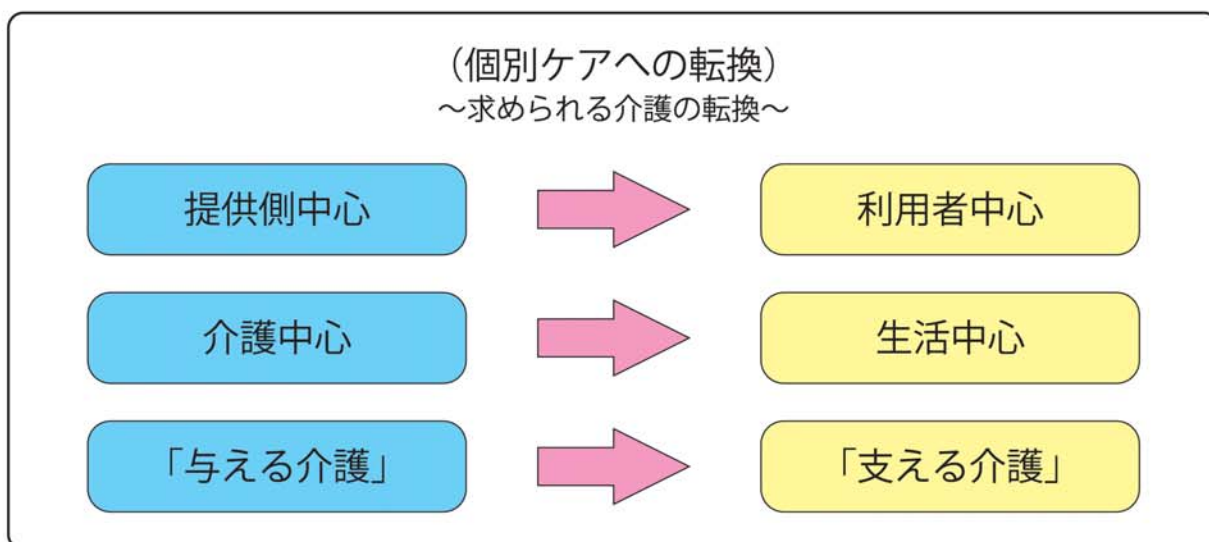 (個別ケアへの転換)
～求められる介護の転換～
提供側中心
利用者中心
介護中心
生活中心
「与える介護」
「支える介護」